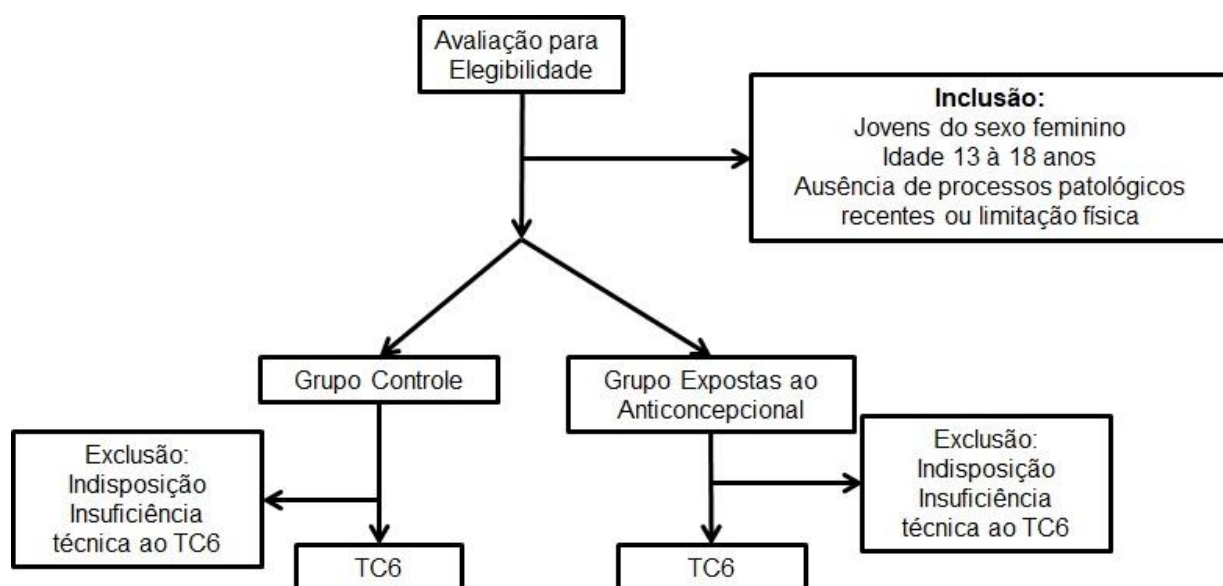 Avaliação para
Elegibilidade
Inclusão:
Jovens do sexo feminino
Idade 13 à 18 anos
Ausência de processos patológicos
recentes ou limitação física
Grupo Controle
Grupo Expostas ao
Anticoncepcional
Exclusão:
Indisposição
Insuficiência
técnica ao TC6
Exclusão:
Indisposição
Insuficiência
técnica ao TC6
TC6
TC6